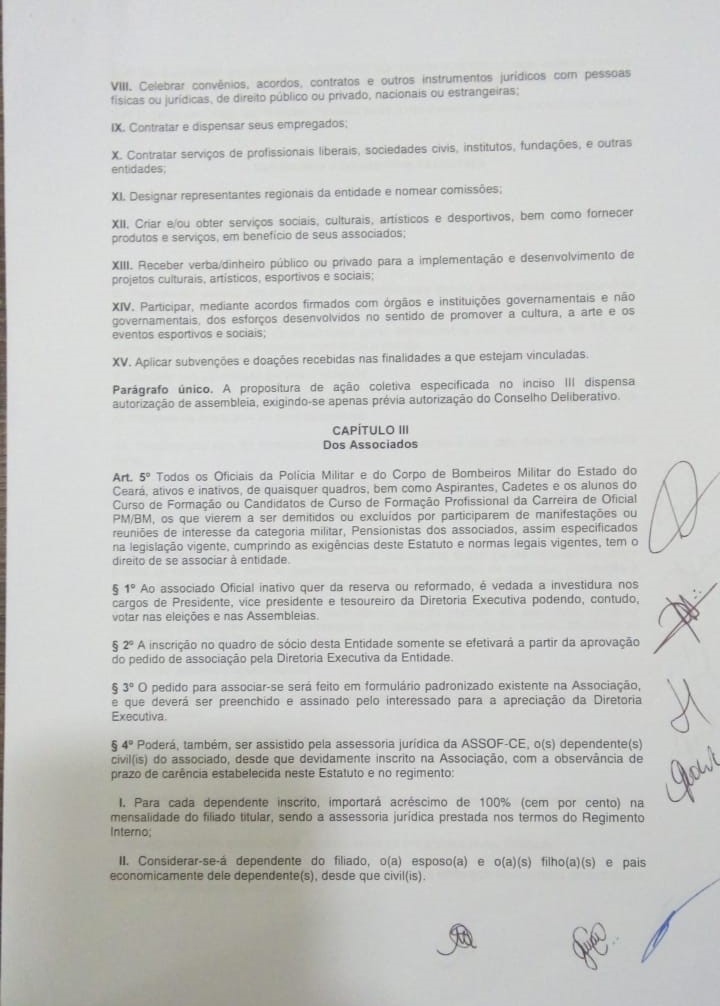 VIII. Celebrar convênios, acordos, contratos e outros instrumentos jurídicos com pessoas
físicas ou jurídicas, de direito público ou privado, nacionais ou estrangeiras;
IX. Contratar e dispensar seus empregados;
X. Contratar serviços de profissionais liberais, sociedades civis, institutos, fundações, e outras
entidades;
XI. Designar representantes regionais da entidade e nomear comissões;
XII. Criar e/ou obter serviços sociais, culturais, artísticos e desportivos, bem como fornecer
produtos e serviços, em benefício de seus associados;
XIII. Receber verba/dinheiro público ou privado para a implementação e desenvolvimento de
projetos culturais, artísticos, esportivos e sociais;
XIV. Participar, mediante acordos firmados com órgãos e instituições governamentais e não
governamentais, dos esforços desenvolvidos no sentido de promover a cultura, a arte e os
eventos esportivos e sociais;
XV. Aplicar subvenções e doações recebidas nas finalidades a que estejam vinculadas.
Parágrafo único. A propositura de ação coletiva especificada no inciso III dispensa
autorização de assembleia, exigindo-se apenas prévia autorização do Conselho Deliberativo.
CAPÍTULO III
Dos Associados
Art. 5º Todos os Oficiais da Polícia Militar e do Corpo de Bombeiros Militar do Estado do
Ceará, ativos e inativos, de quaisquer quadros, bem como Aspirantes, Cadetes e os alunos do
Curso de Formação ou Candidatos de Curso de Formação Profissional da Carreira de Oficial
PM/BM, os que vierem a ser demitidos ou excluídos por participarem de manifestações ou
reuniões de interesse da categoria militar, Pensionistas dos associados, assim especificados
na legislação vigente, cumprindo as exigências deste Estatuto e normas legais vigentes, tem o
direito de se associar à entidade.
§ 1º Ao associado Oficial inativo quer da reserva ou reformado, é vedada a investidura nos
cargos de Presidente, vice presidente e tesoureiro da Diretoria Executiva podendo, contudo,
votar nas eleições e nas Assembleias.
§ 2º A inscrição no quadro de sócio desta Entidade somente se efetivará a partir da aprovação
do pedido de associação pela Diretoria Executiva da Entidade.
§ 3º O pedido para associar-se será feito em formulário padronizado existente na Associação,
e que deverá ser preenchido e assinado pelo interessado para a apreciação da Diretoria
Executiva.
§ 4º Poderá, também, ser assistido pela assessoria jurídica da ASSOF-CE, o(s) dependente(s)
civil(is) do associado, desde que devidamente inscrito na Associação, com a observância de
prazo de carência estabelecida neste Estatuto e no regimento:
I. Para cada dependente inscrito, importará acréscimo de 100% (cem por cento) na
mensalidade do filiado titular, sendo a assessoria jurídica prestada nos termos do Regimento
Interno;
II. Considerar-se-á dependente do filiado, o(a) esposo(a) e o(a)(s) filho(a)(s) e pais
economicamente dele dependente(s), desde que civil(is).